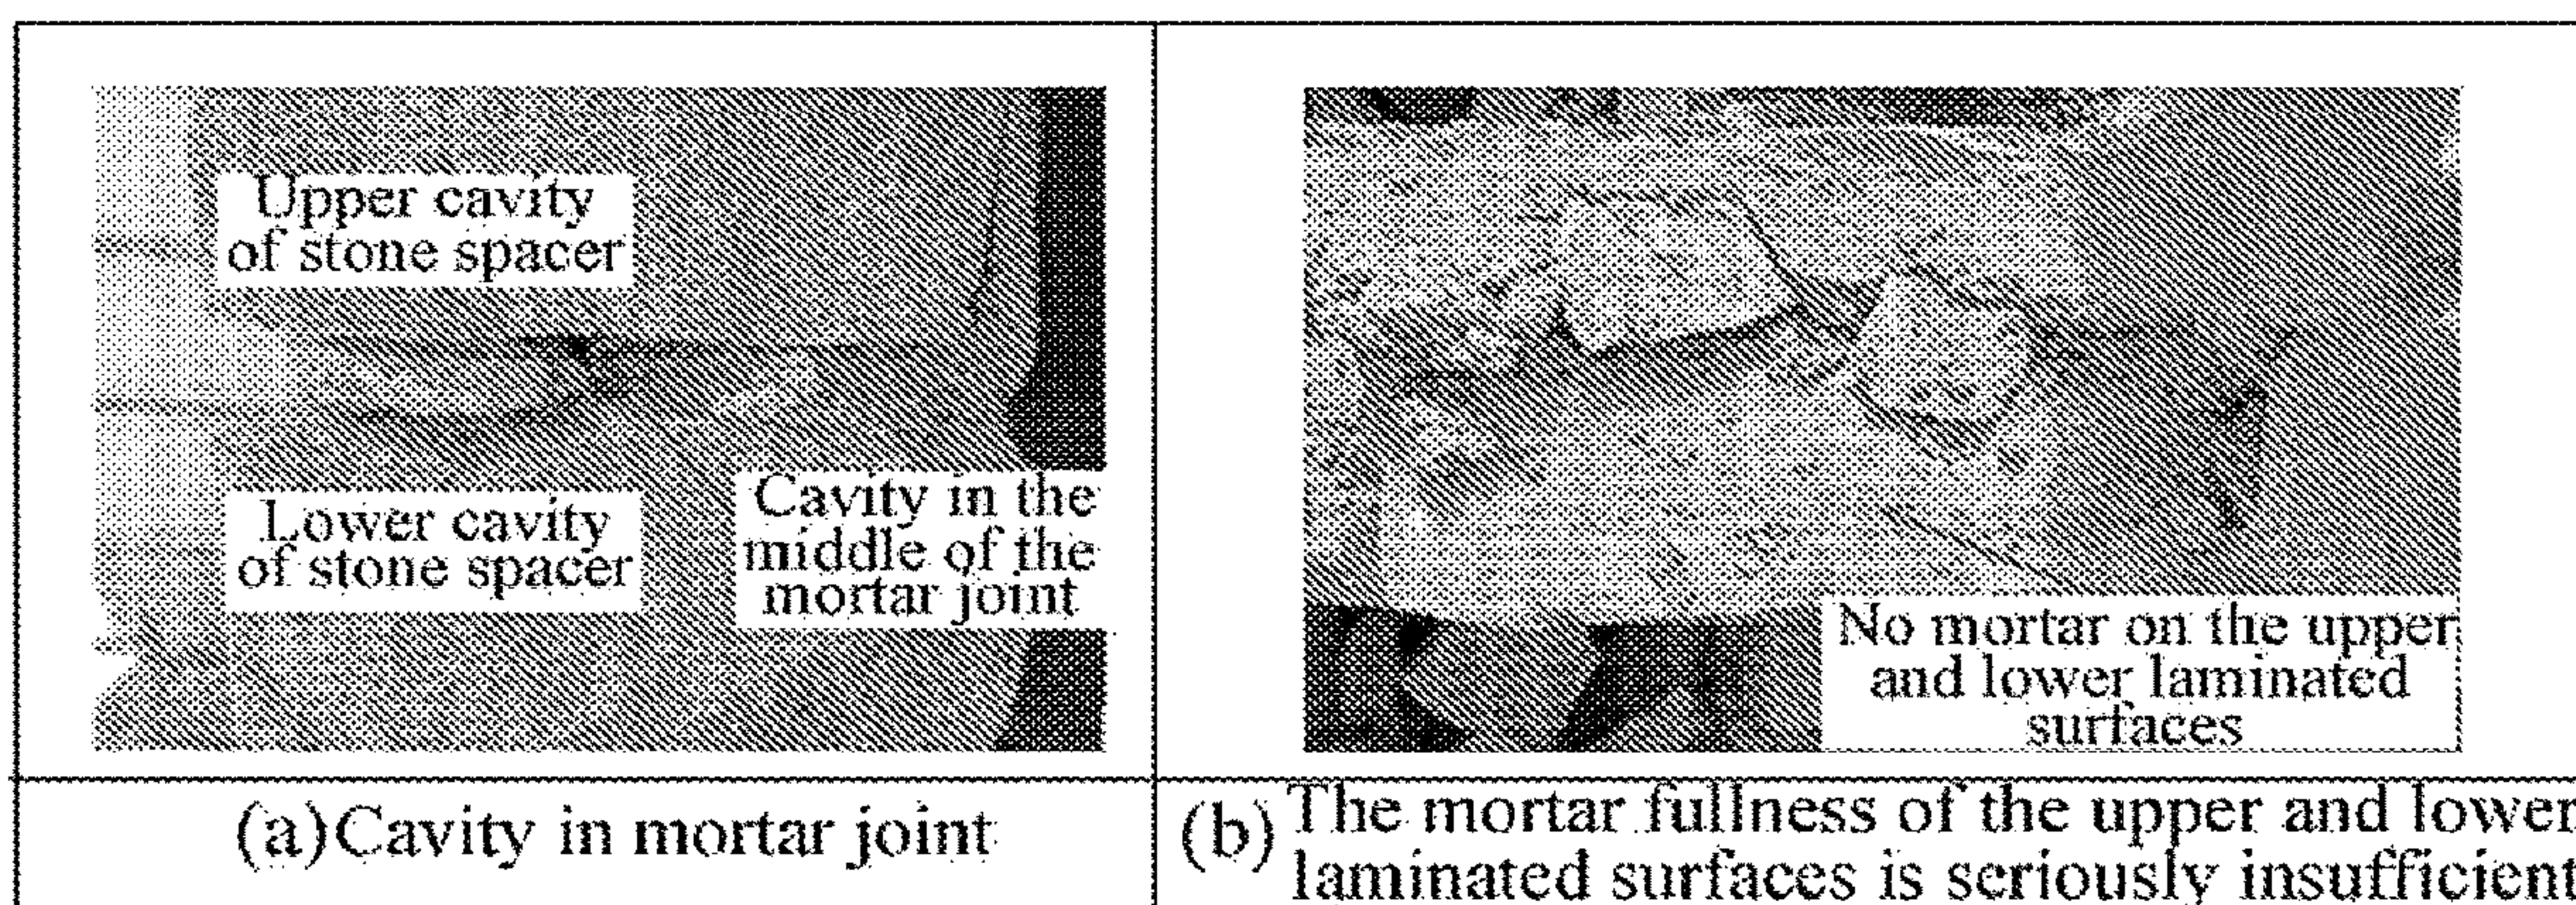 Upper cavity
of stone spacer
Lower cavity
of stone spacer
Cavity in the
middle of the
mortar joint
No mortar on the upper
and lower laminated
surfaces
(a)Cavity in mortar joint
(b) The mortar fullness of the upper and lower
laminated surfaces is seriously insufficient